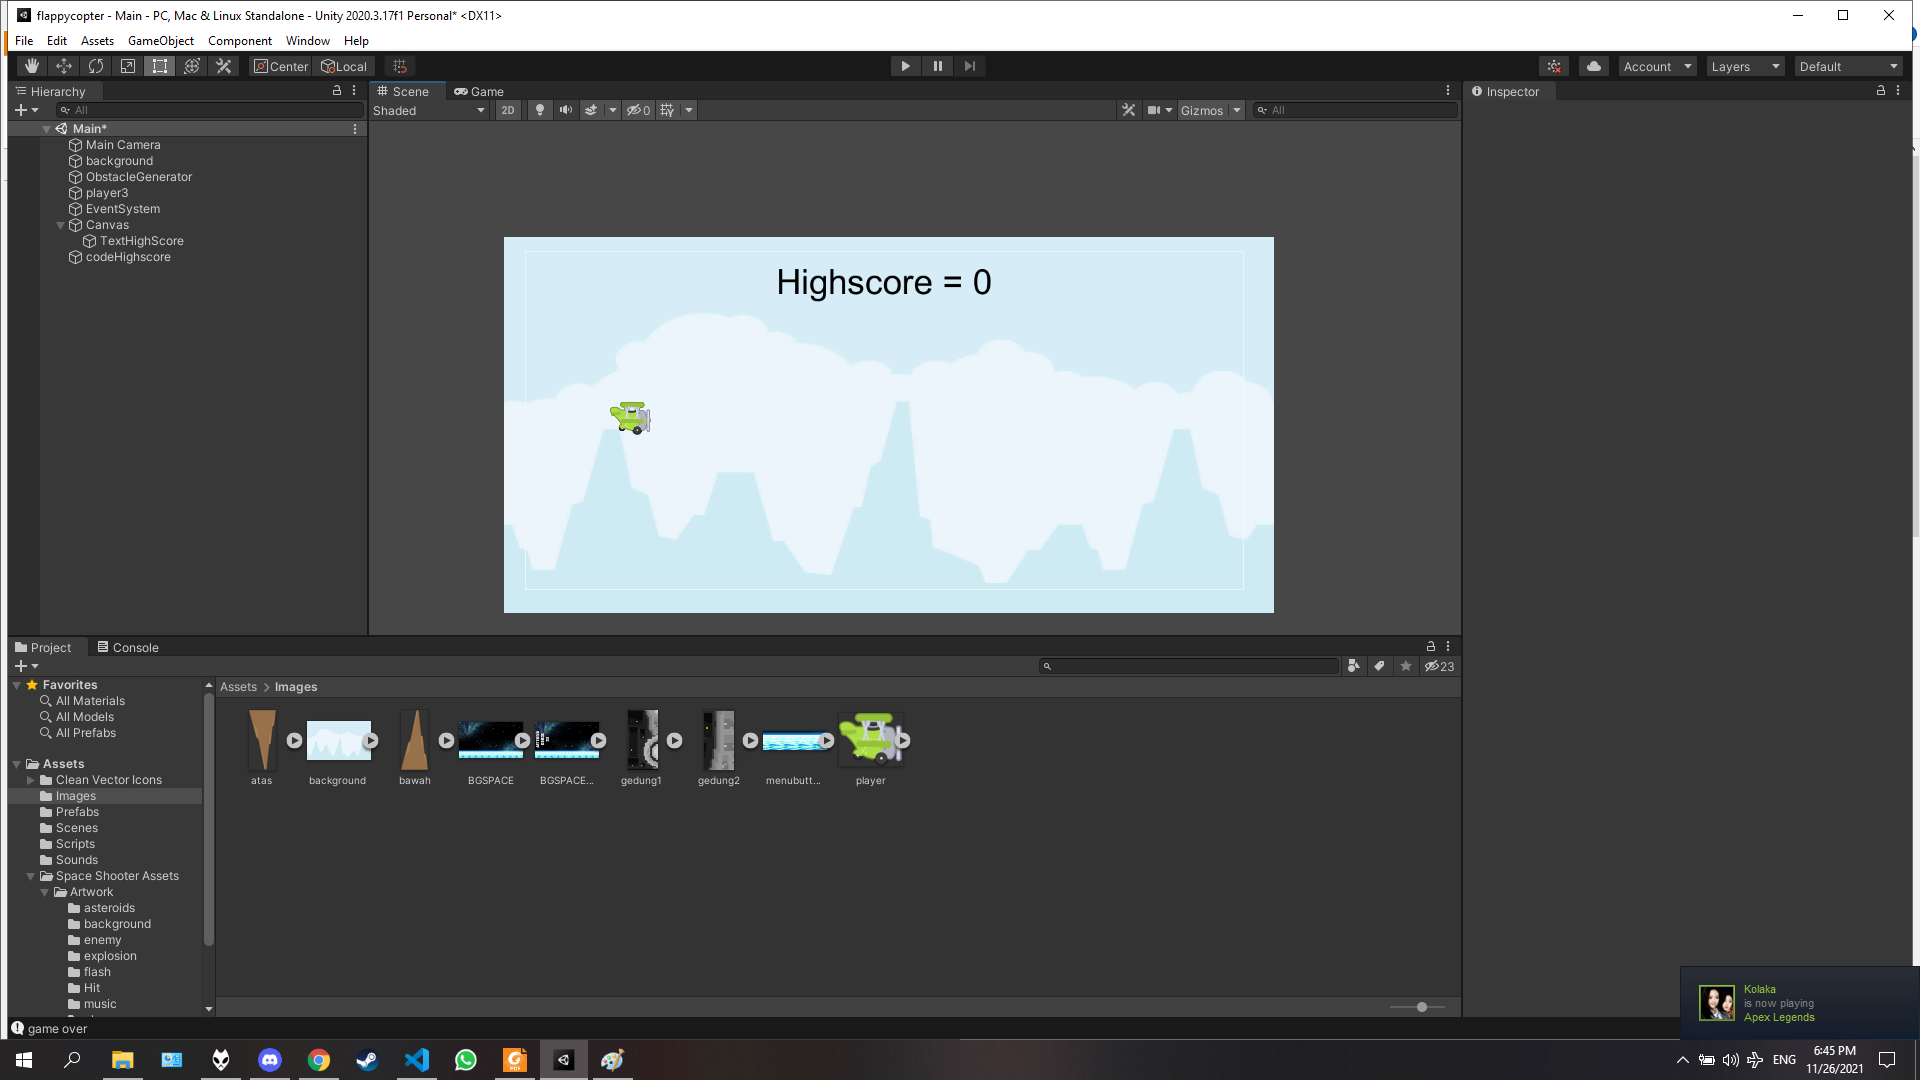 flappycopter - Main - PC, Mac & Linux Standalone - Unity 2020.3.17f1 Personal* <DX11>
File Edit Assets GameObject Component Window Help
Center Local Account Layers Default
Hierarchy
All
Main*
Main Camera
background
ObstacleGenerator
player3
EventSystem
Canvas
TextHighScore
codeHighscore
Scene Game
Shaded 2D 0 Gizmos All
Highscore = 0
Inspector
Project Console
23
Favorites
All Materials
All Models
All Prefabs
Assets
Clean Vector Icons
Images
Prefabs
Scenes
Scripts
Sounds
Space Shooter Assets
Artwork
asteroids
background
enemy
explosion
flash
Hit
music
Assets > Images
atas background bawah BGSPACE BGSPACE... gedung1 gedung2 menubutt... player
game over
Kolaka
is now playing
Apex Legends
ENG
6:45 PM
11/26/2021